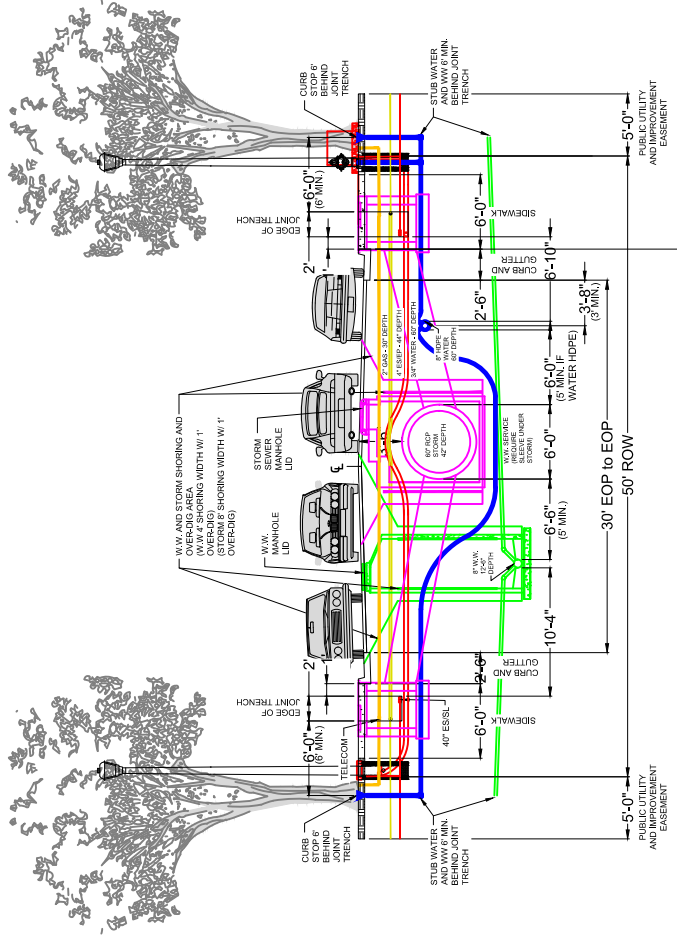 W.W. AND STORM SHORING AND
OVER-DIG AREA
(W.W 4' SHORING WIDTH W/ 1'
OVER-DIG)
(STORM 8' SHORING WIDTH W/ 1'
OVER-DIG)
CURB
STOP 6'
BEHIND
JOINT
TRENCH
6'-0"
(6' MIN.)
EDGE OF
JOINT TRENCH
2'
TELECOM
W.W.
MANHOLE
LID
STORM
SEWER
MANHOLE
LID
2'
EDGE OF
JOINT TRENCH
6'-0"
(6' MIN.)
CURB
STOP 6'
BEHIND
JOINT
TRENCH
2" GAS - 30" DEPTH
4" ES/EP - 44" DEPTH
3/4" WATER - 60" DEPTH
8" HDPE
WATER
60" DEPTH
60" RCP
STORM
42" DEPTH
W.W. SERVICE
(REQUIRE
SLEEVE UNDER
STORM)
8" W.W.
12'-6"
DEPTH
40" ES/SL
STUB WATER
AND WW 6' MIN.
BEHIND JOINT
TRENCH
STUB WATER
AND WW 6' MIN.
BEHIND JOINT
TRENCH
6'-0"
SIDEWALK
2'-6"
CURB AND
GUTTER
10'-4"
6'-6"
(5' MIN.)
6'-0"
6'-0"
(5' MIN. IF
WATER HDPE)
3'-8"
(3' MIN.)
6'-10"
2'-6"
CURB AND
GUTTER
6'-0"
SIDEWALK
30' EOP to EOP
50' ROW
5'-0"
PUBLIC UTILITY
AND IMPROVEMENT
EASEMENT
5'-0"
PUBLIC UTILITY
AND IMPROVEMENT
EASEMENT